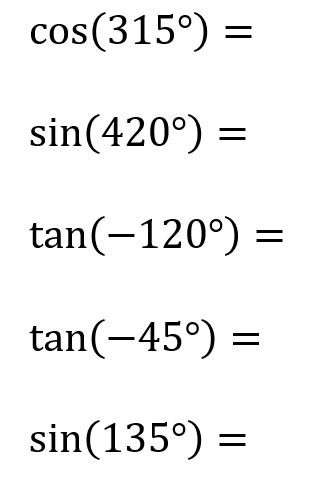 cos(315°) =
sin(420°) =
tan(−120°) =
tan(−45°) =
sin(135°) =